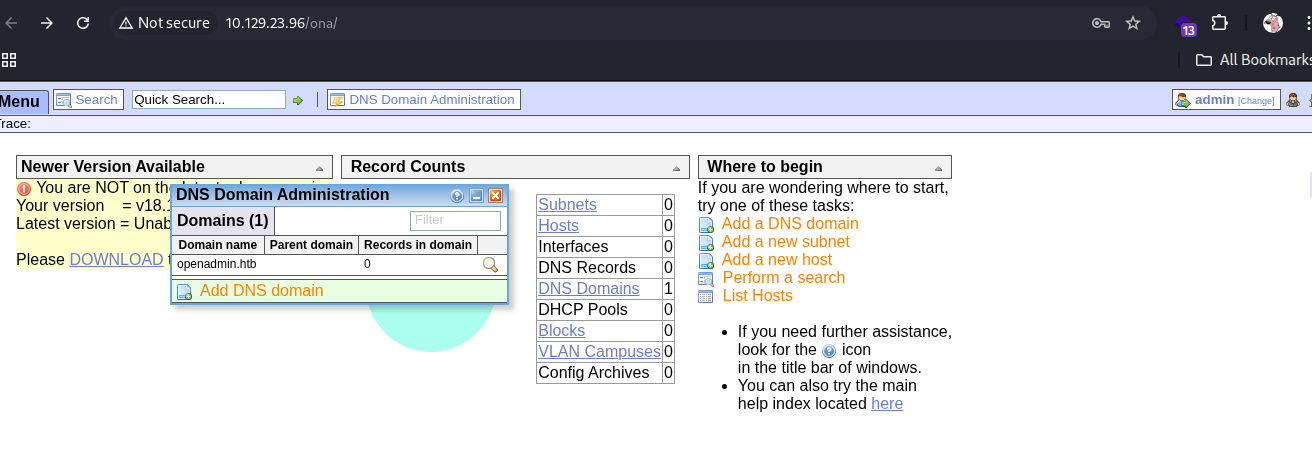 Not secure 10.129.23.96/ona/
13
All Bookmarks
Menu Search Quick Search... DNS Domain Administration admin [Change]
Trace:
Newer Version Available
You are NOT on the
Your version = v18.1
Latest version = Unab
Please DOWNLOAD
DNS Domain Administration
Domains (1) Filter
Domain name Parent domain Records in domain
openadmin.htb 0
Add DNS domain
Record Counts
Subnets 0
Hosts 0
Interfaces 0
DNS Records 0
DNS Domains 1
DHCP Pools 0
Blocks 0
VLAN Campuses 0
Config Archives 0
Where to begin
If you are wondering where to start,
try one of these tasks:
Add a DNS domain
Add a new subnet
Add a new host
Perform a search
List Hosts
• If you need further assistance,
look for the ? icon
in the title bar of windows.
• You can also try the main
help index located here